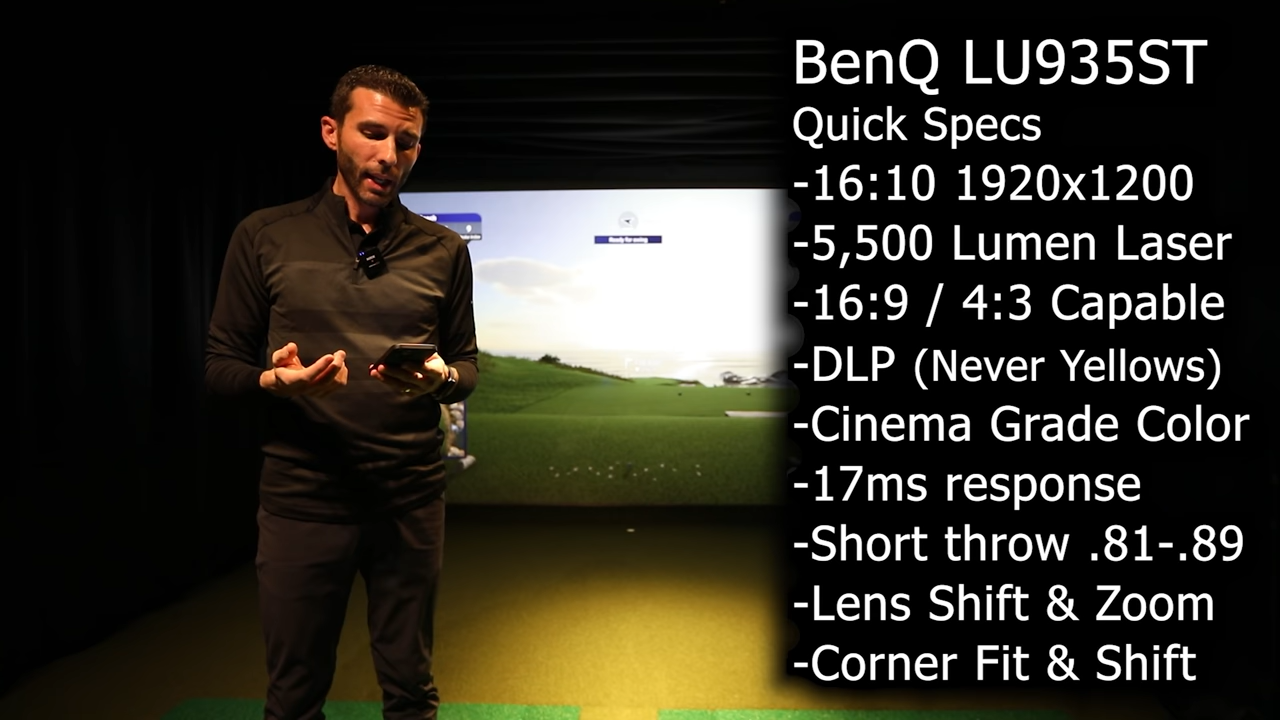 BenQ LU935ST
Quick Specs
-16:10 1920x1200
-5,500 Lumen Laser
-16:9 / 4:3 Capable
-DLP (Never Yellows)
-Cinema Grade Color
-17ms response
-Short throw .81-.89
-Lens Shift & Zoom
-Corner Fit & Shift
Ready for swing